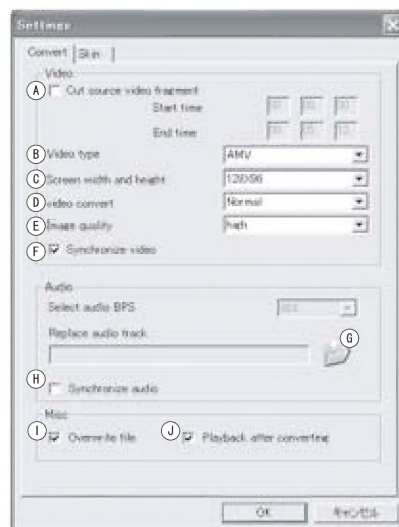 Settings
Convert Skin
Video
A Cut source video fragment
Start time
End time
B Video type AMV
C Screen width and height 128X96
D video convert Normal
E Image quality high
F Synchronize video
Audio
Select audio BPS
Replace audio track
G
H Synchronize audio
Misc
I Overwrite file J Playback after converting
OK キャンセル